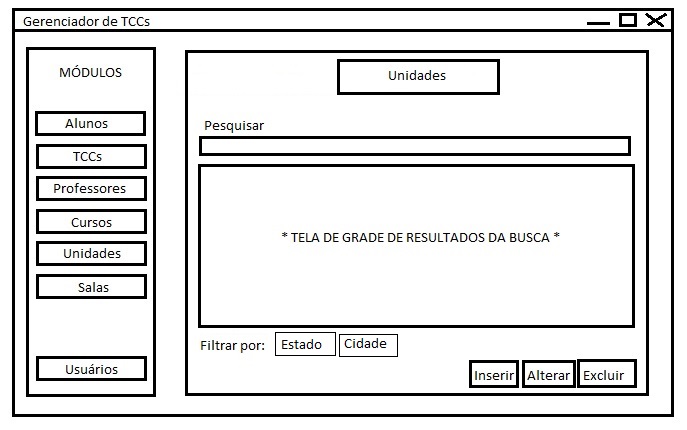 Gerenciador de TCCs
MÓDULOS
Alunos
TCCs
Professores
Cursos
Unidades
Salas
Usuários
Unidades
Pesquisar
* TELA DE GRADE DE RESULTADOS DA BUSCA *
Filtrar por: Estado Cidade
Inserir Alterar Excluir